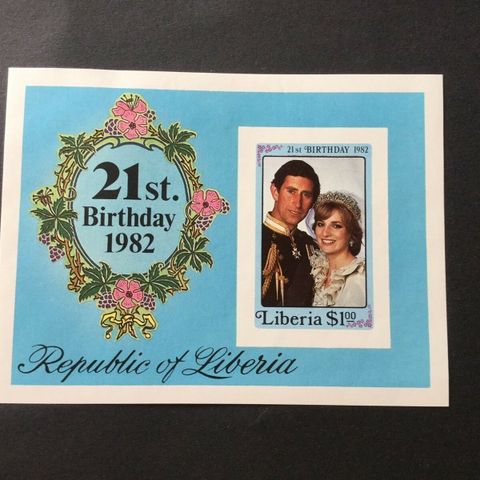 21st.
Birthday
1982
21st BIRTHDAY 1982
Liberia $1.00
Republic of Liberia